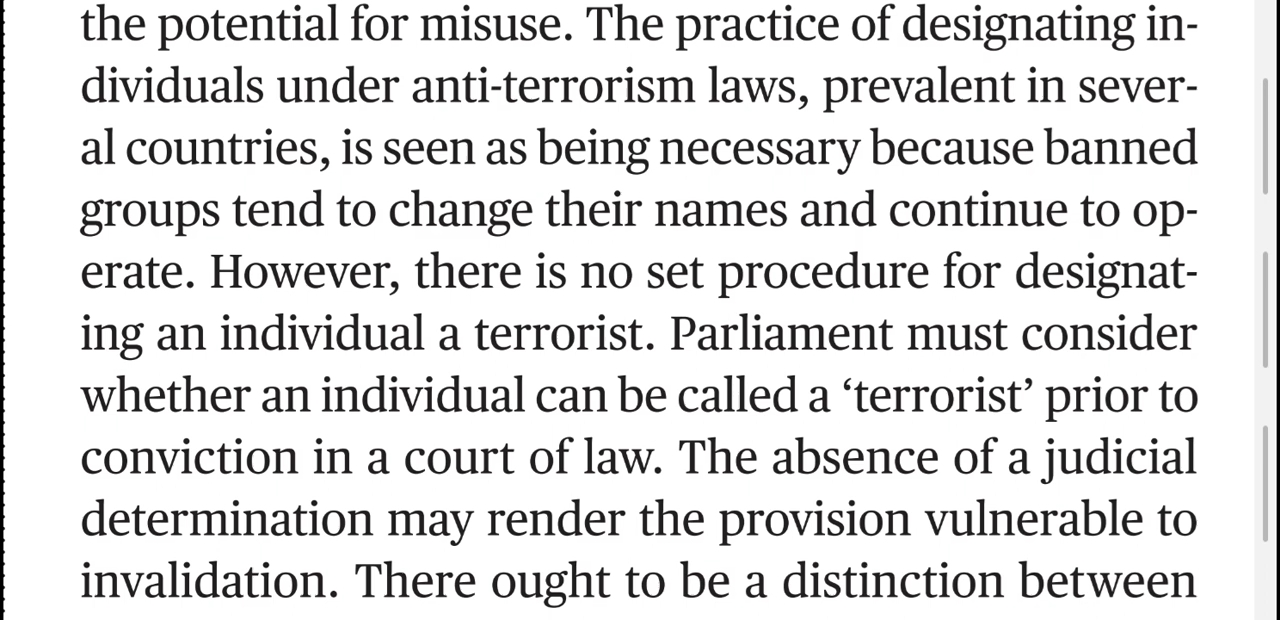 the potential for misuse. The practice of designating in-
dividuals under anti-terrorism laws, prevalent in sever-
al countries, is seen as being necessary because banned
groups tend to change their names and continue to op-
erate. However, there is no set procedure for designat-
ing an individual a terrorist. Parliament must consider
whether an individual can be called a ‘terrorist’ prior to
conviction in a court of law. The absence of a judicial
determination may render the provision vulnerable to
invalidation. There ought to be a distinction between